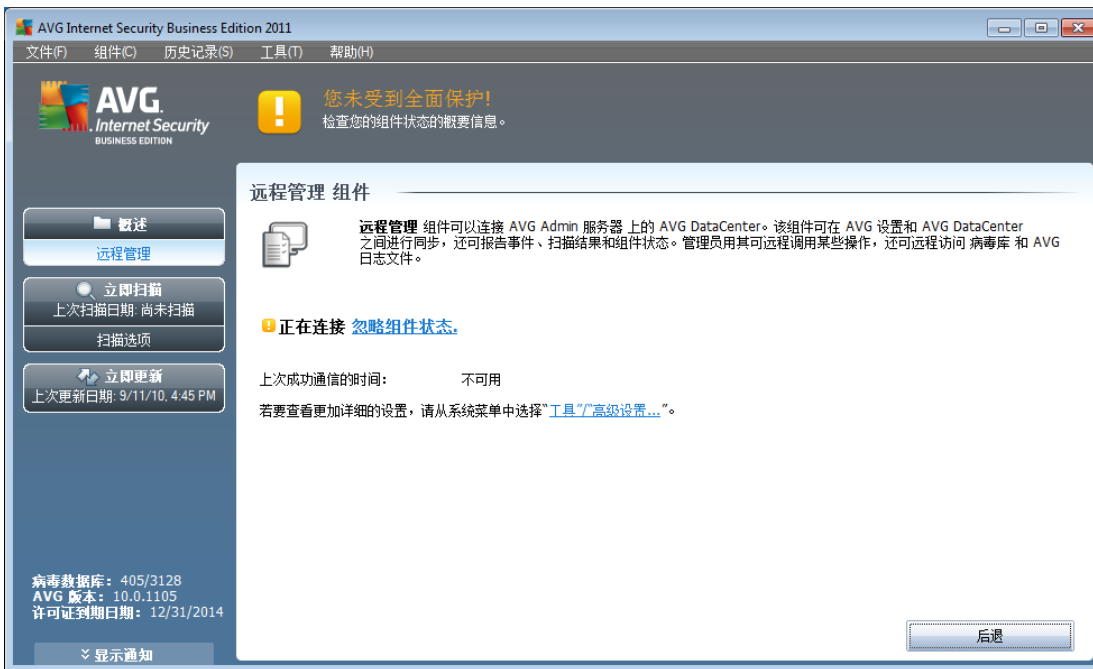 AVG Internet Security Business Edition 2011
文件(F) 组件(C) 历史记录(S) 工具(T) 帮助(H)
AVG.
Internet Security
BUSINESS EDITION
您未受到全面保护!
检查您的组件状态的概要信息。
概述
远程管理
立即扫描
上次扫描日期: 尚未扫描
扫描选项
立即更新
上次更新日期: 9/11/10, 4:45 PM
病毒数据库: 405/3128
AVG 版本: 10.0.1105
许可证到期日期: 12/31/2014
显示通知
远程管理 组件
远程管理 组件可以连接 AVG Admin 服务器 上的 AVG DataCenter。该组件可在 AVG 设置和 AVG DataCenter
之间进行同步，还可报告事件、扫描结果和组件状态。管理员用其可远程调用某些操作，还可远程访问 病毒库 和 AVG
日志文件。
正在连接 忽略组件状态.
上次成功通信的时间: 不可用
若要查看更加详细的设置，请从系统菜单中选择“工具”/“高级设置...”。
后退